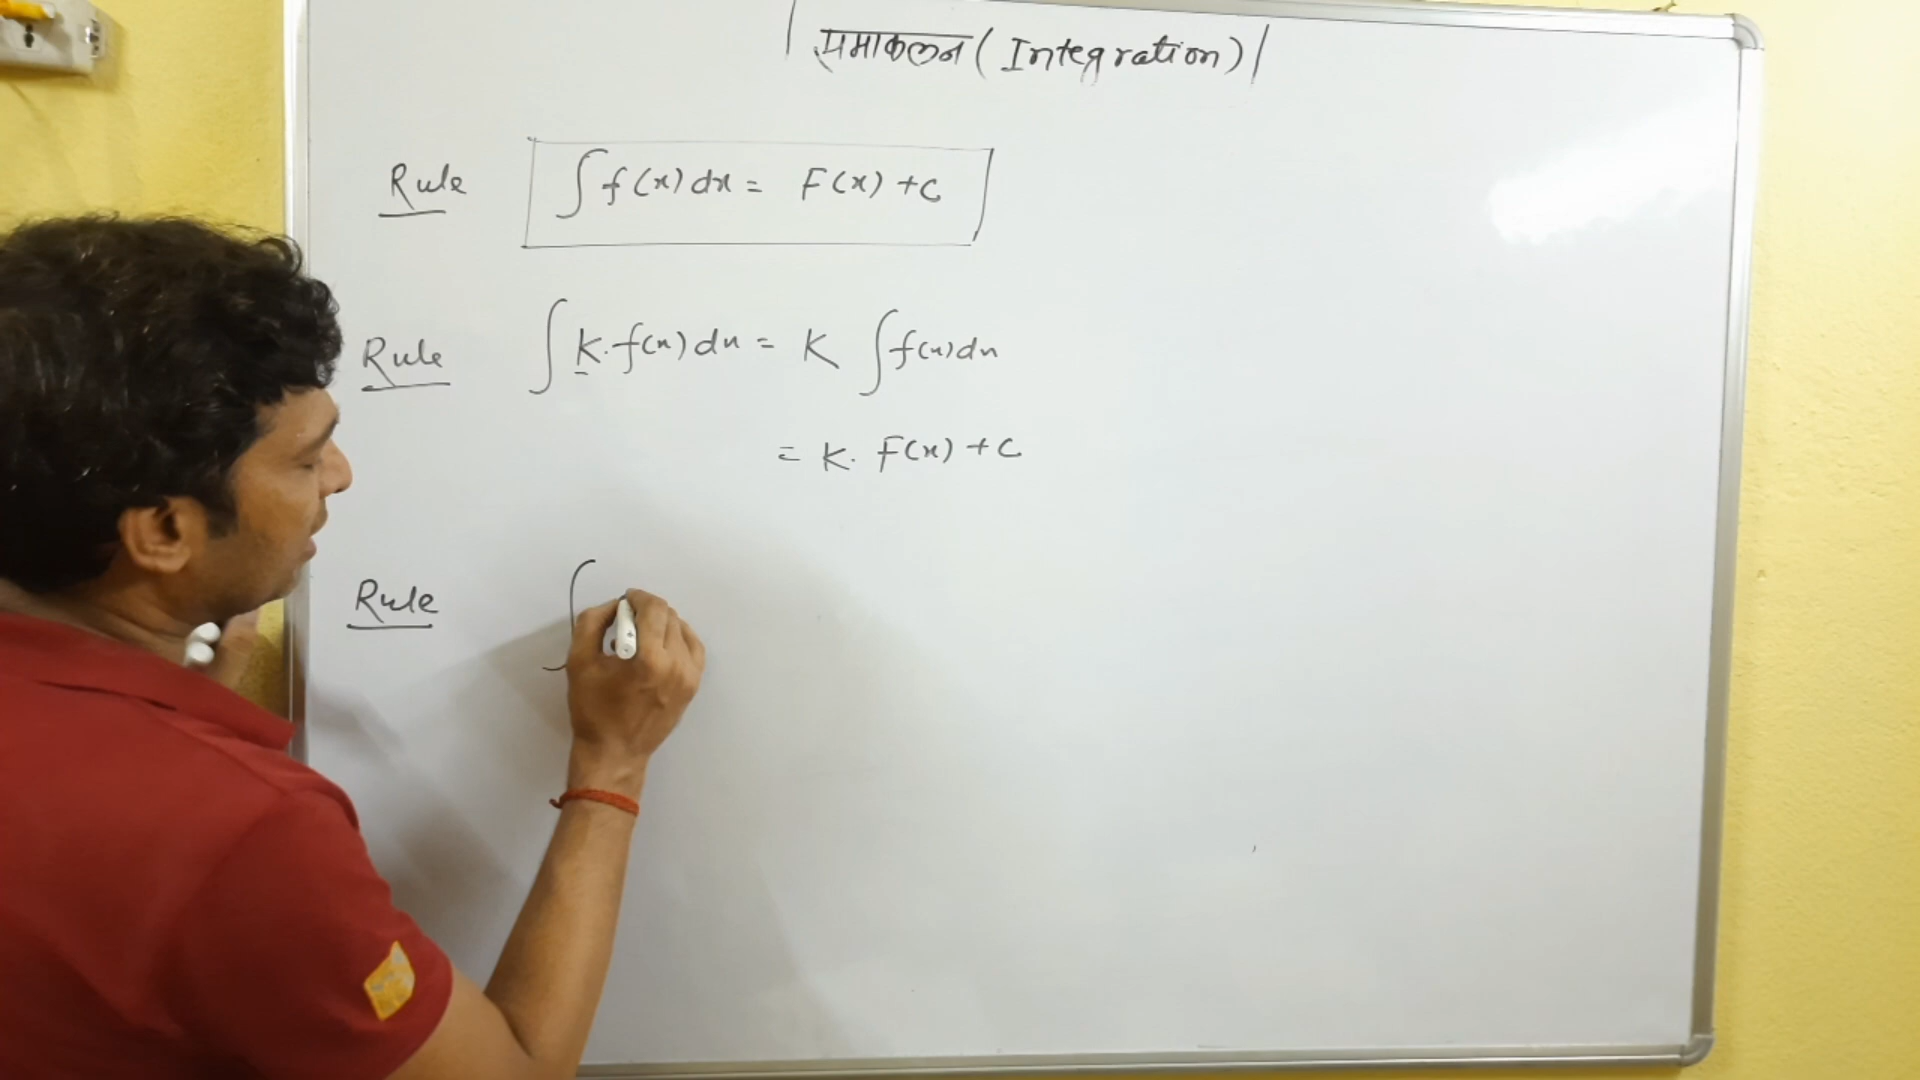 समाकलन (Integration)
Rule ∫ f(x) dx = F(x) + C
Rule ∫ K. f(x) dx = K ∫ f(x) dx
= K. F(x) + C
Rule ∫